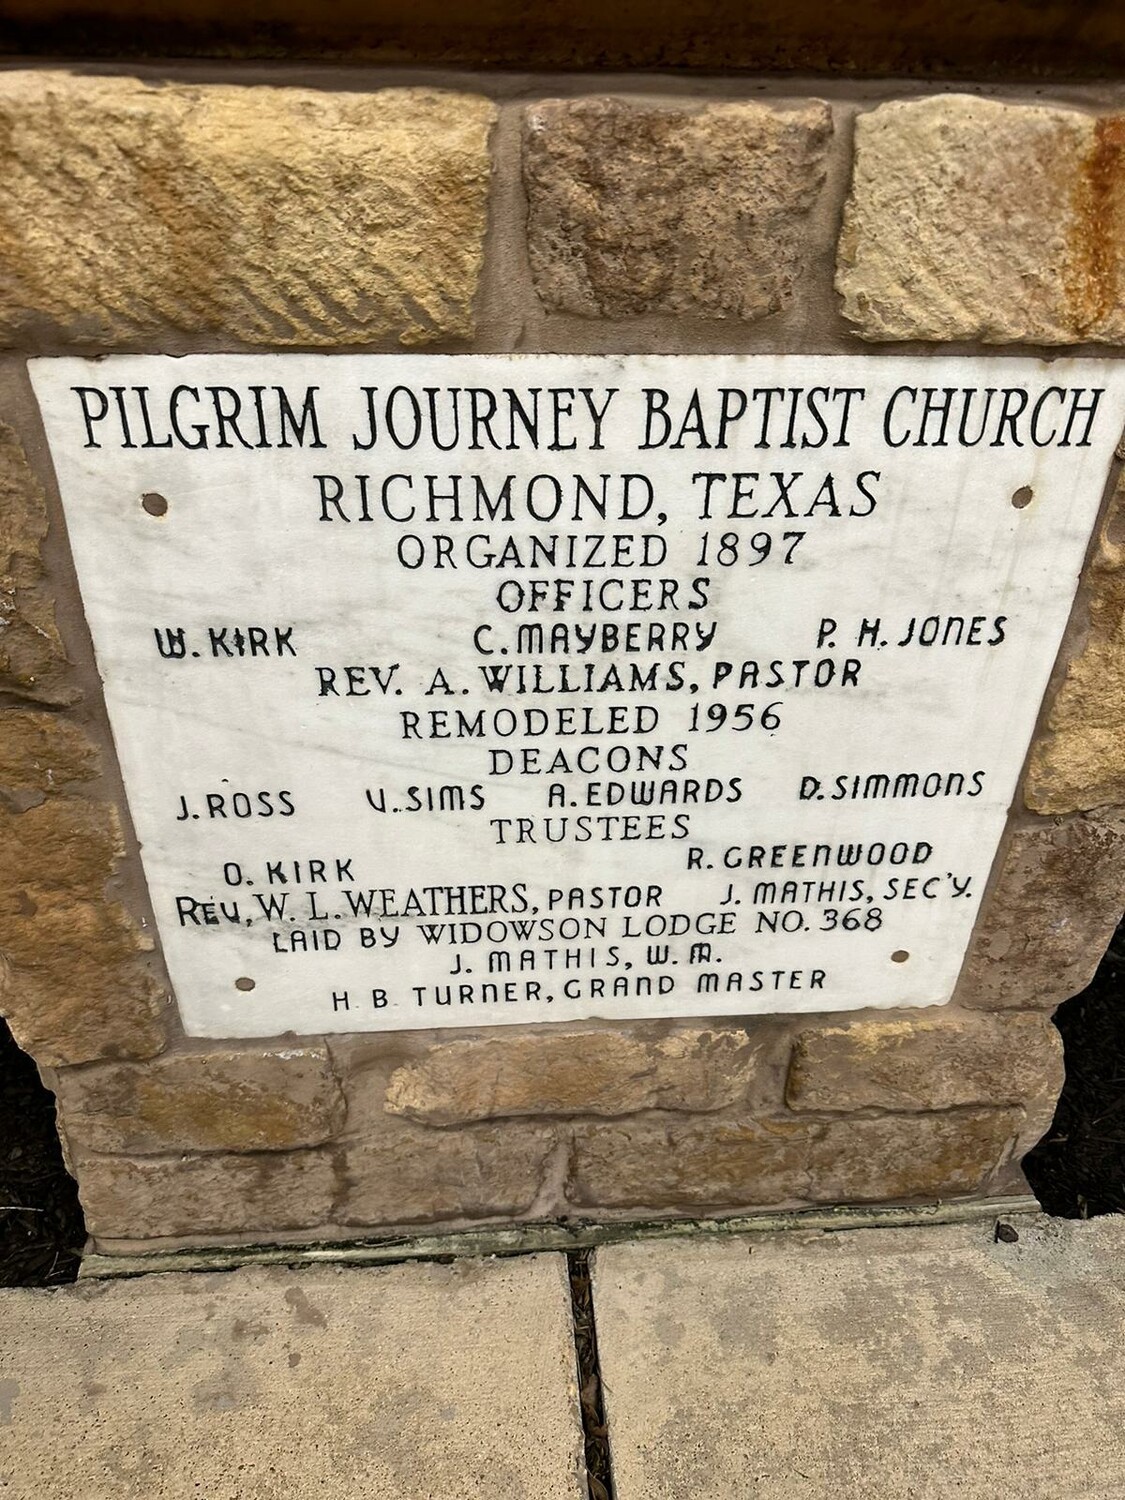 PILGRIM JOURNEY BAPTIST CHURCH
RICHMOND, TEXAS
ORGANIZED 1897
OFFICERS
W. KIRK C. MAYBERRY P. H. JONES
REV. A. WILLIAMS, PASTOR
REMODELED 1956
DEACONS
J. ROSS V. SIMS A. EDWARDS D. SIMMONS
TRUSTEES
O. KIRK R. GREENWOOD
REV. W. L. WEATHERS, PASTOR J. MATHIS, SEC'Y.
LAID BY WIDOWSON LODGE NO. 368
J. MATHIS, W. M.
H. B. TURNER, GRAND MASTER